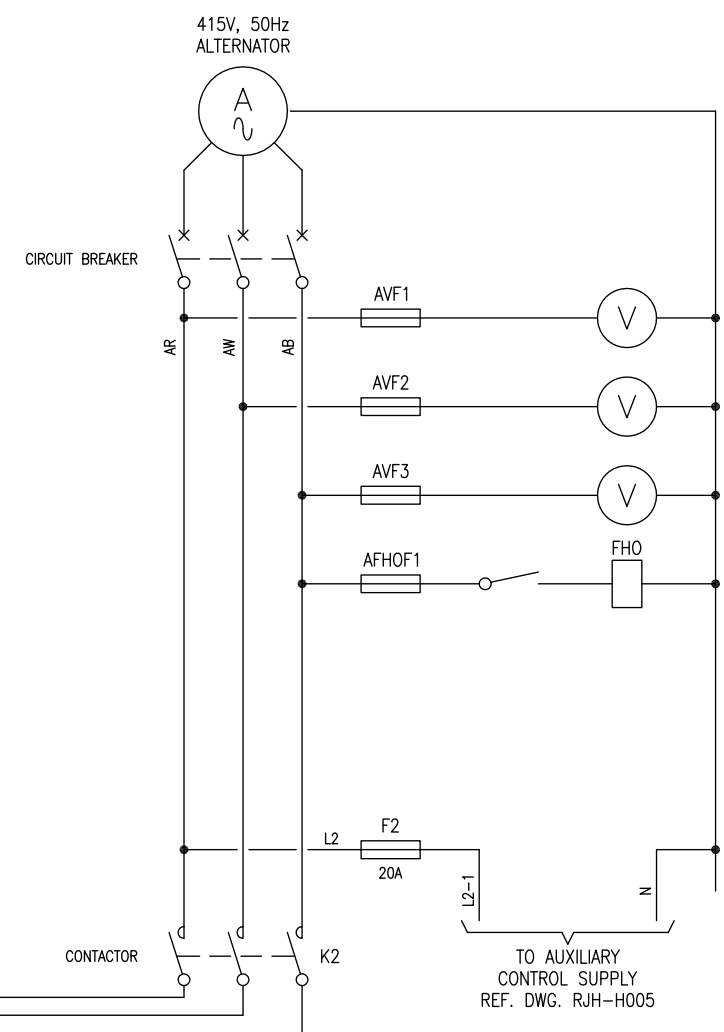 415V, 50Hz
ALTERNATOR
A
CIRCUIT BREAKER
AVF1
V
AR
AW
AB
AVF2
V
AVF3
V
AFHOF1
FHO
L2
F2
20A
L2-1
N
CONTACTOR
K2
TO AUXILIARY
CONTROL SUPPLY
REF. DWG. RJH-H005